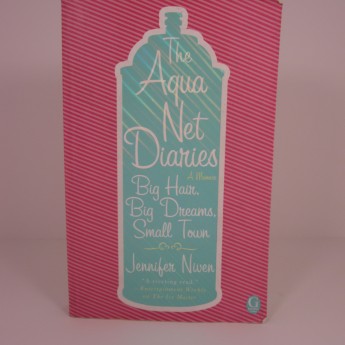 The
Aqua
Net
Diaries
A Memoir
Big Hair,
Big Dreams,
Small Town
Jennifer Niven